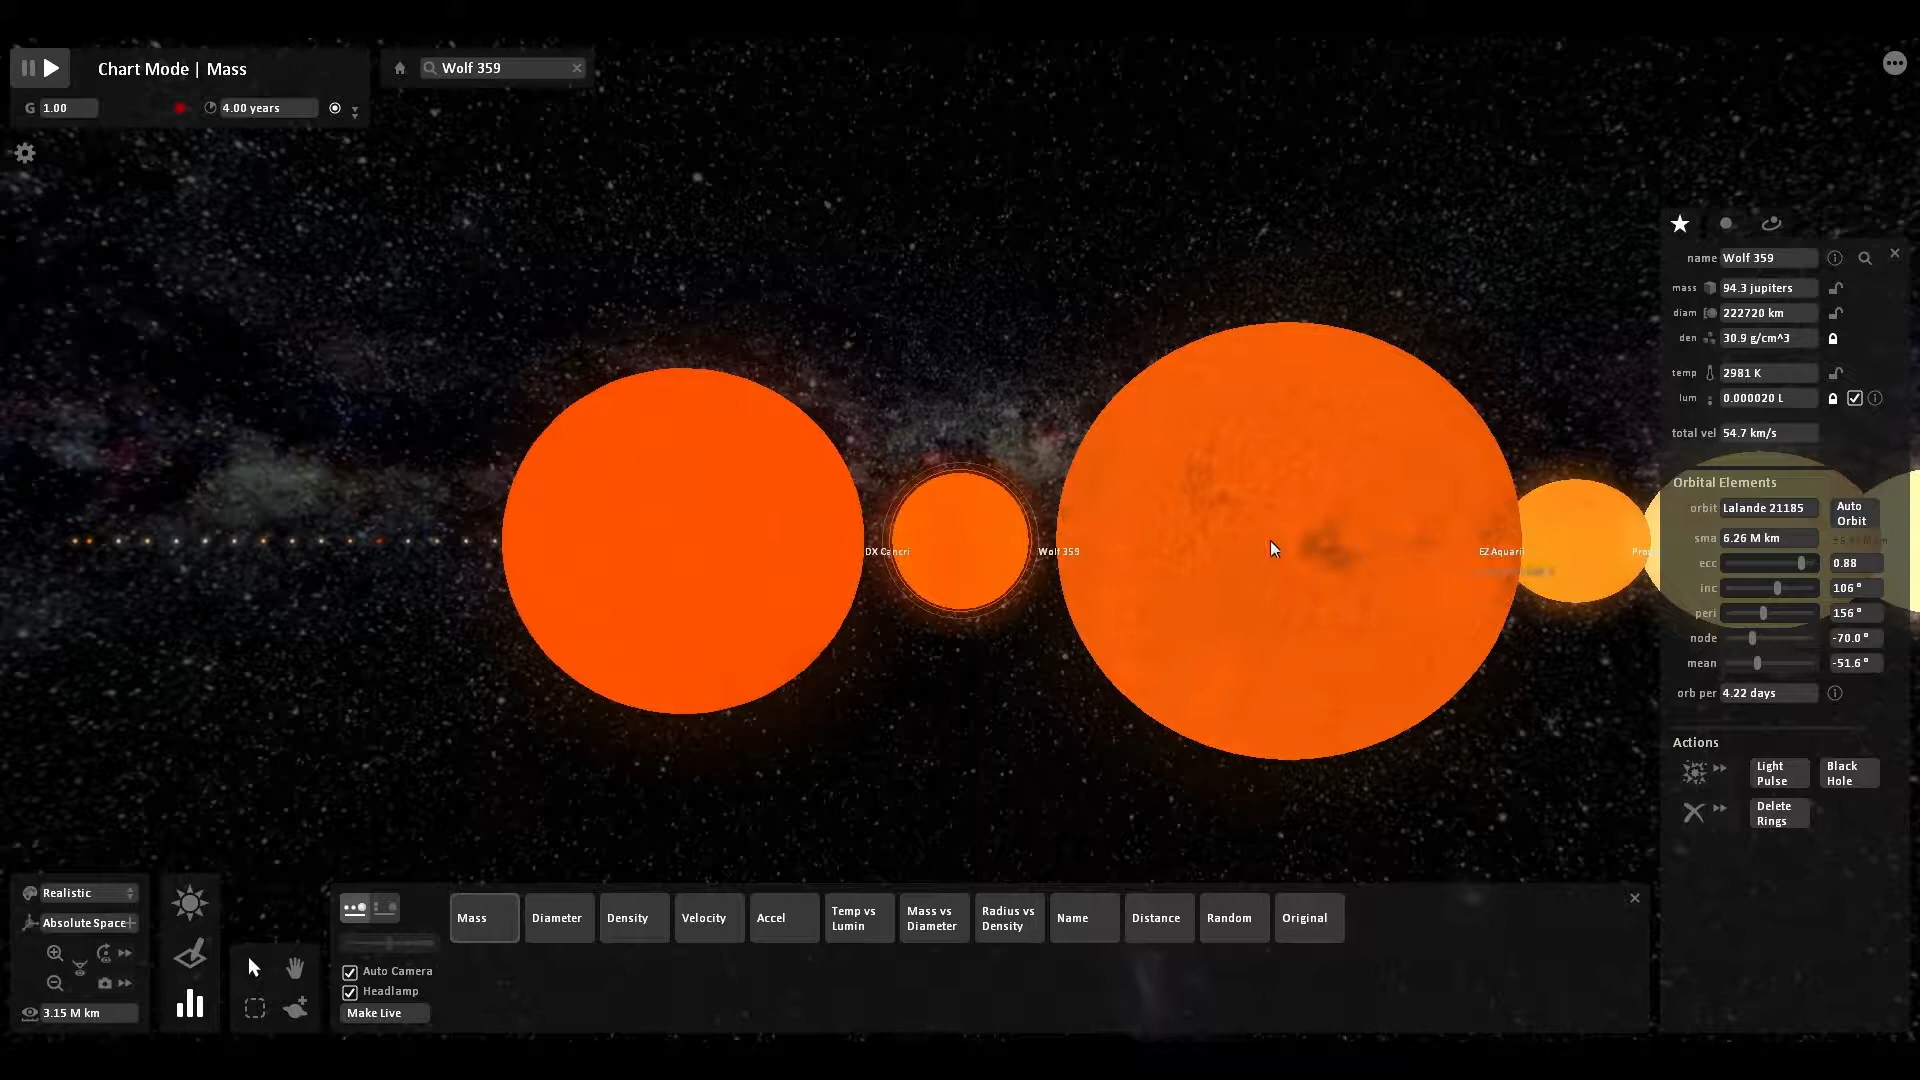 Chart Mode | Mass
Wolf 359
G 1.00
4.00 years
name Wolf 359
mass 94.3 jupiters
diam 222720 km
den 30.9 g/cm^3
temp 2981 K
lum 0.000020 L
total vel 54.7 km/s
Orbital Elements
orbit Lalande 21185
Auto Orbit
sma 6.26 M km
ecc 0.88
inc 106 °
peri 156 °
node -70.0 °
mean -51.6 °
orb per 4.22 days
DX Cancri
Wolf 359
EZ Aquarii
Actions
Light Pulse
Black Hole
Delete Rings
Realistic
Absolute Space
3.15 M km
Mass
Diameter
Density
Velocity
Accel
Temp vs Lumin
Mass vs Diameter
Radius vs Density
Name
Distance
Random
Original
Auto Camera
Headlamp
Make Live